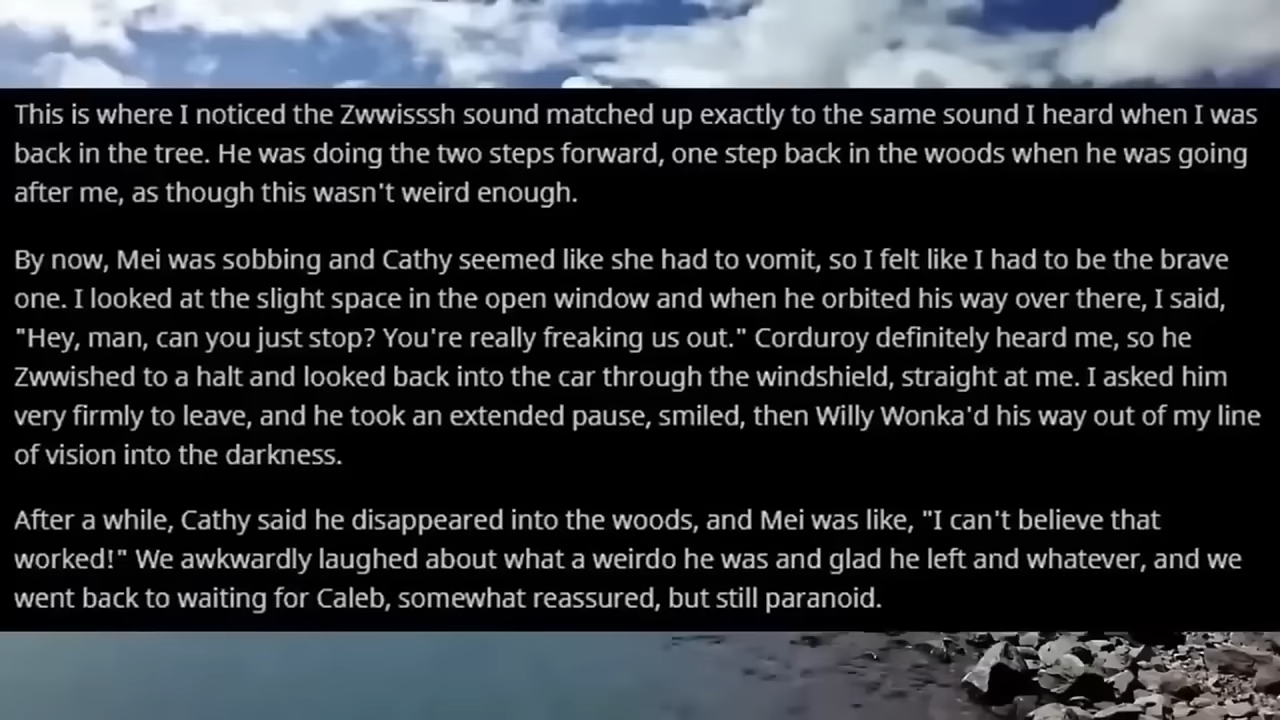 This is where I noticed the Zwwisssh sound matched up exactly to the same sound I heard when I was
back in the tree. He was doing the two steps forward, one step back in the woods when he was going
after me, as though this wasn't weird enough.
By now, Mei was sobbing and Cathy seemed like she had to vomit, so I felt like I had to be the brave
one. I looked at the slight space in the open window and when he orbited his way over there, I said,
"Hey, man, can you just stop? You're really freaking us out." Corduroy definitely heard me, so he
Zwwished to a halt and looked back into the car through the windshield, straight at me. I asked him
very firmly to leave, and he took an extended pause, smiled, then Willy Wonka'd his way out of my line
of vision into the darkness.
After a while, Cathy said he disappeared into the woods, and Mei was like, "I can't believe that
worked!" We awkwardly laughed about what a weirdo he was and glad he left and whatever, and we
went back to waiting for Caleb, somewhat reassured, but still paranoid.